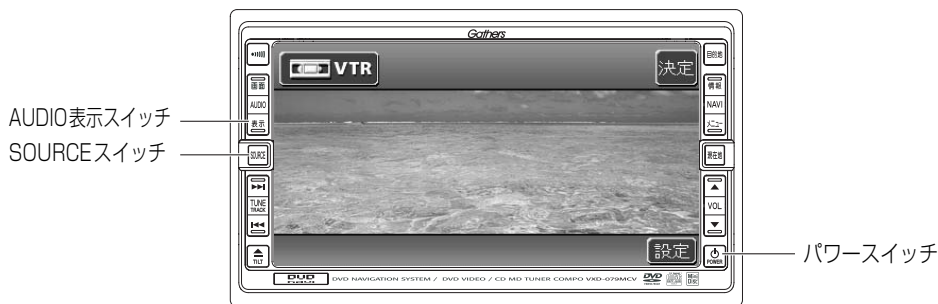 Gathers
VTR
決定
目的地
画面
AUDIO
表示
情報
NAVI
メニュー
AUDIO表示スイッチ
SOURCEスイッチ
SOURCE
現在地
TUNE
TRACK
VOL
設定
TILT
POWER
パワースイッチ
DVD
navi
DVD NAVIGATION SYSTEM / DVD VIDEO / CD MD TUNER COMPO VXD-079MCV
DVD